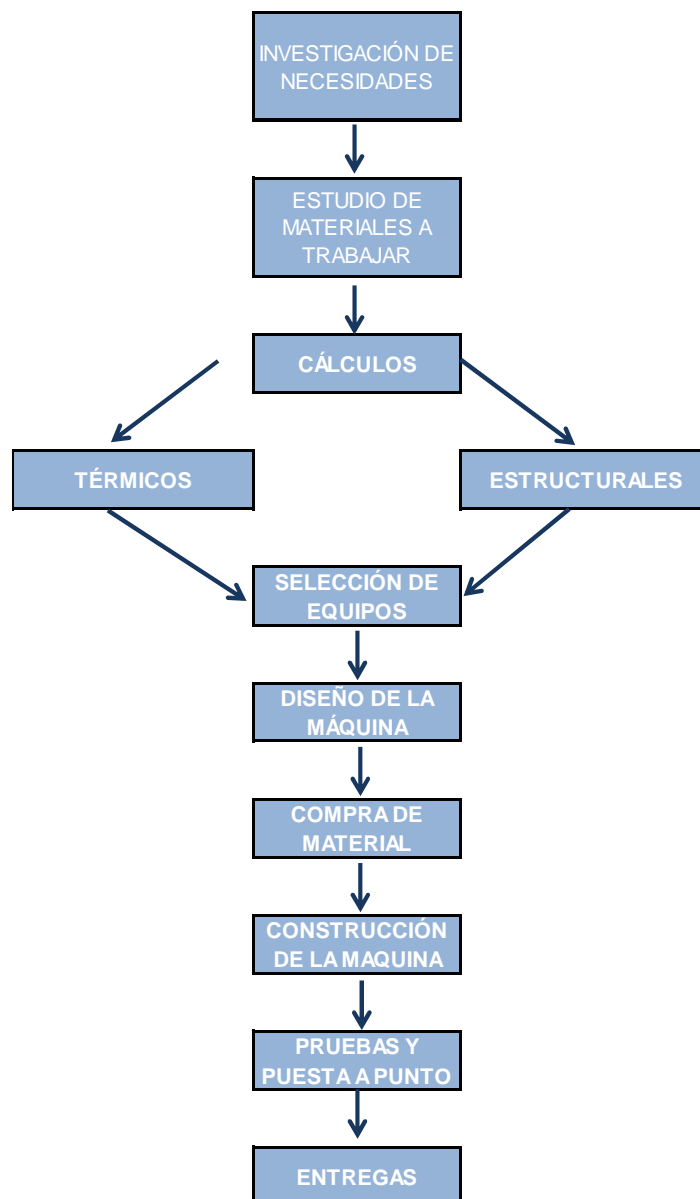 INVESTIGACIÓN DE
NECESIDADES
ESTUDIO DE
MATERIALES A
TRABAJAR
CÁLCULOS
TÉRMICOS
ESTRUCTURALES
SELECCIÓN DE
EQUIPOS
DISEÑO DE LA
MÁQUINA
COMPRA DE
MATERIAL
CONSTRUCCIÓN
DE LA MAQUINA
PRUEBAS Y
PUESTA A PUNTO
ENTREGAS